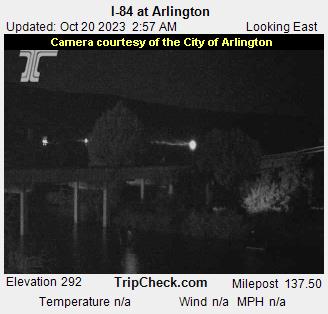 I-84 at Arlington
Updated: Oct 20 2023 2:57 AM Looking East
Camera courtesy of the City of Arlington
Elevation 292 TripCheck.com Milepost 137.50
Temperature n/a Wind n/a MPH n/a